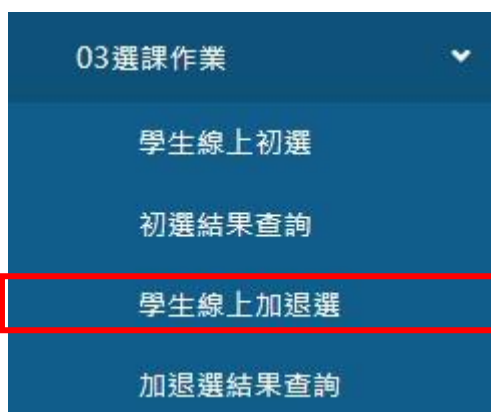 03選課作業
學生線上初選
初選結果查詢
學生線上加退選
加退選結果查詢